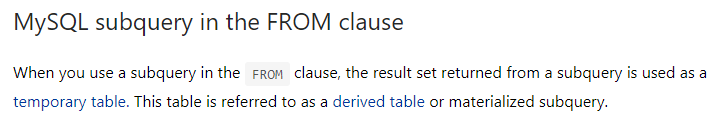 MySQL subquery in the FROM clause
When you use a subquery in the FROM clause, the result set returned from a subquery is used as a
temporary table. This table is referred to as a derived table or materialized subquery.